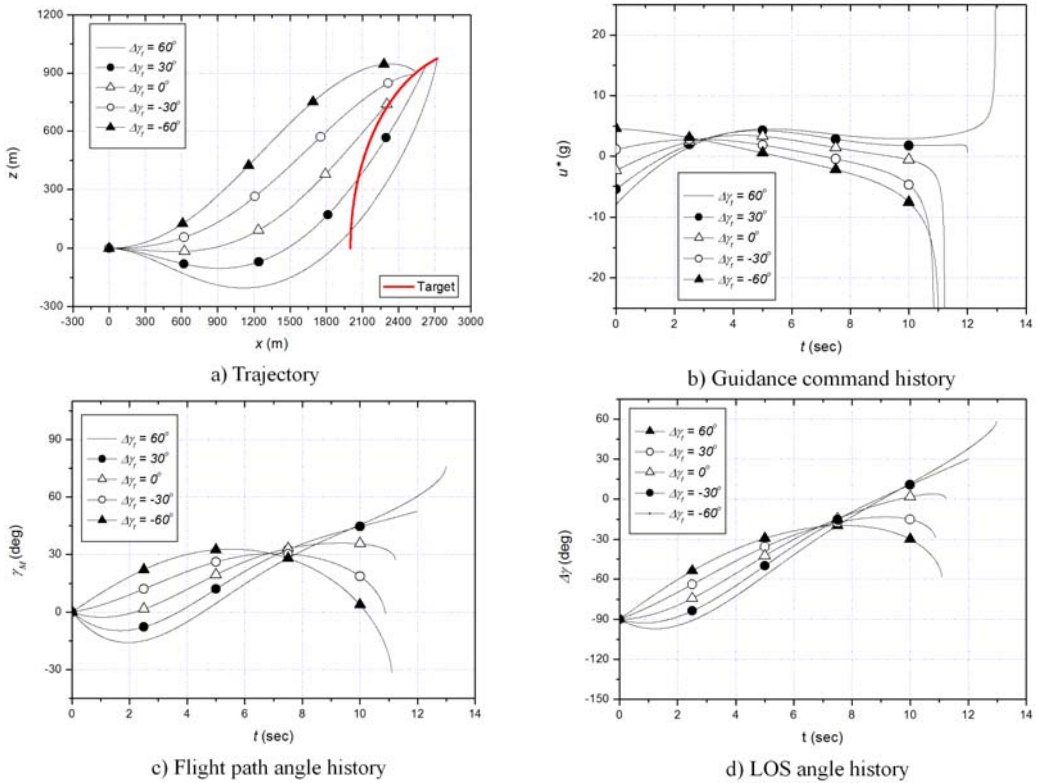 1200
900
600
300
0
-300
z (m)
Δγf = 60°
Δγf = 30°
Δγf = 0°
Δγf = -30°
Δγf = -60°
Target
-300 0 300 600 900 1200 1500 1800 2100 2400 2700 3000
x (m)
a) Trajectory
20
10
0
-10
-20
u* (g)
Δγf = 60°
Δγf = 30°
Δγf = 0°
Δγf = -30°
Δγf = -60°
0 2 4 6 8 10 12 14
t (sec)
b) Guidance command history
90
60
30
0
-30
γM (deg)
Δγf = 60°
Δγf = 30°
Δγf = 0°
Δγf = -30°
Δγf = -60°
0 2 4 6 8 10 12 14
t (sec)
c) Flight path angle history
60
30
0
-30
-60
-90
-120
-150
Δγ (deg)
Δγf = 60°
Δγf = 30°
Δγf = 0°
Δγf = -30°
Δγf = -60°
0 2 4 6 8 10 12 14
t (sec)
d) LOS angle history